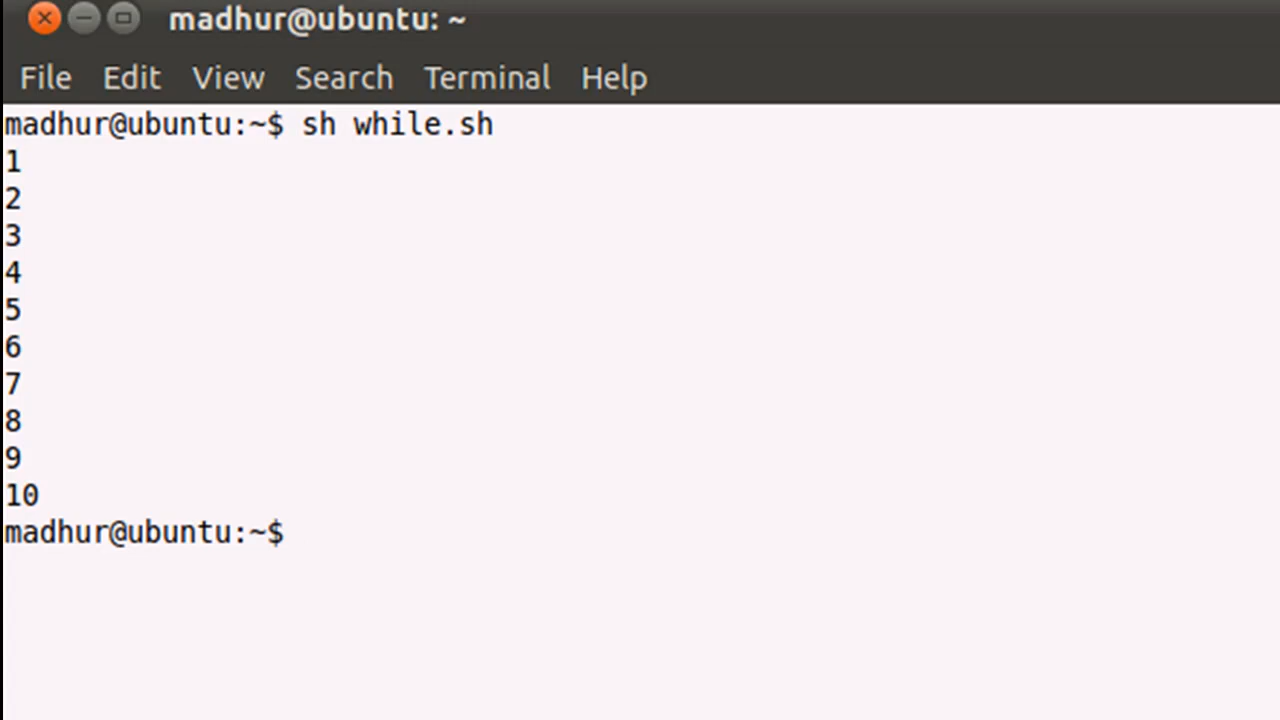 madhur@ubuntu: ~
File Edit View Search Terminal Help
madhur@ubuntu:~$ sh while.sh
1
2
3
4
5
6
7
8
9
10
madhur@ubuntu:~$